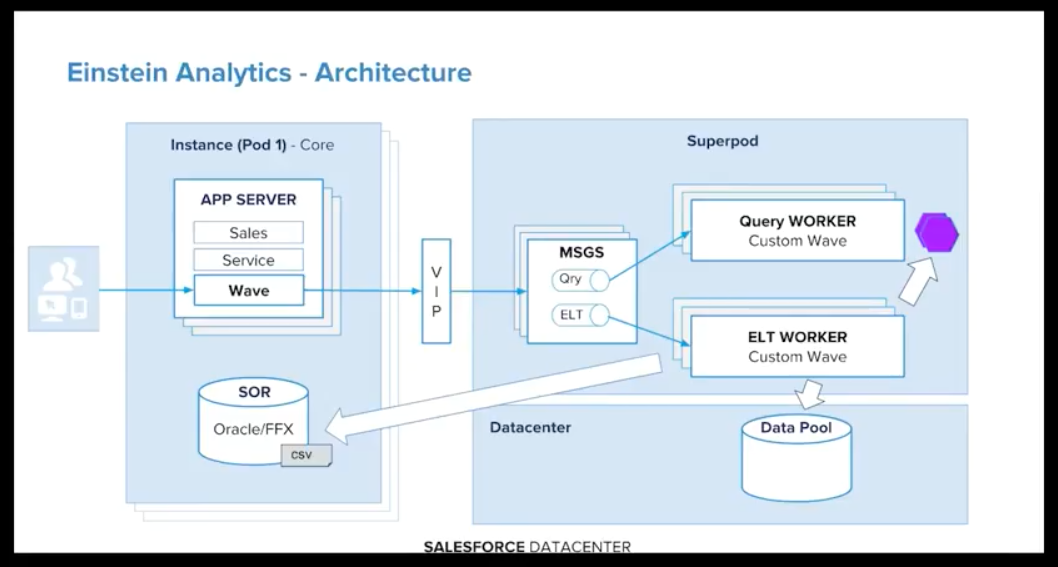 Einstein Analytics - Architecture
Instance (Pod 1) - Core
APP SERVER
Sales
Service
Wave
SOR
Oracle/FFX
CSV
V
I
P
Superpod
MSGS
Qry
ELT
Query WORKER
Custom Wave
ELT WORKER
Custom Wave
Datacenter
Data Pool
SALESFORCE DATACENTER